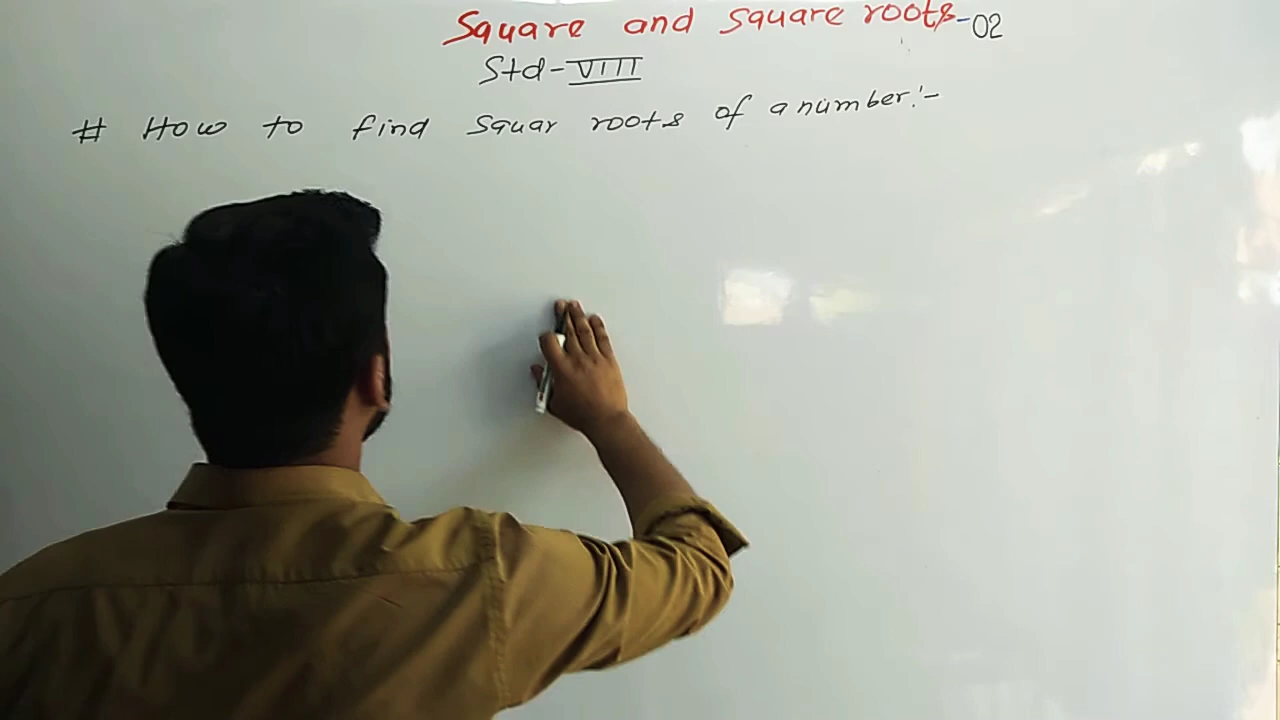 Square and square roots-02
Std-VIII
# How to find Squar roots of a number:-